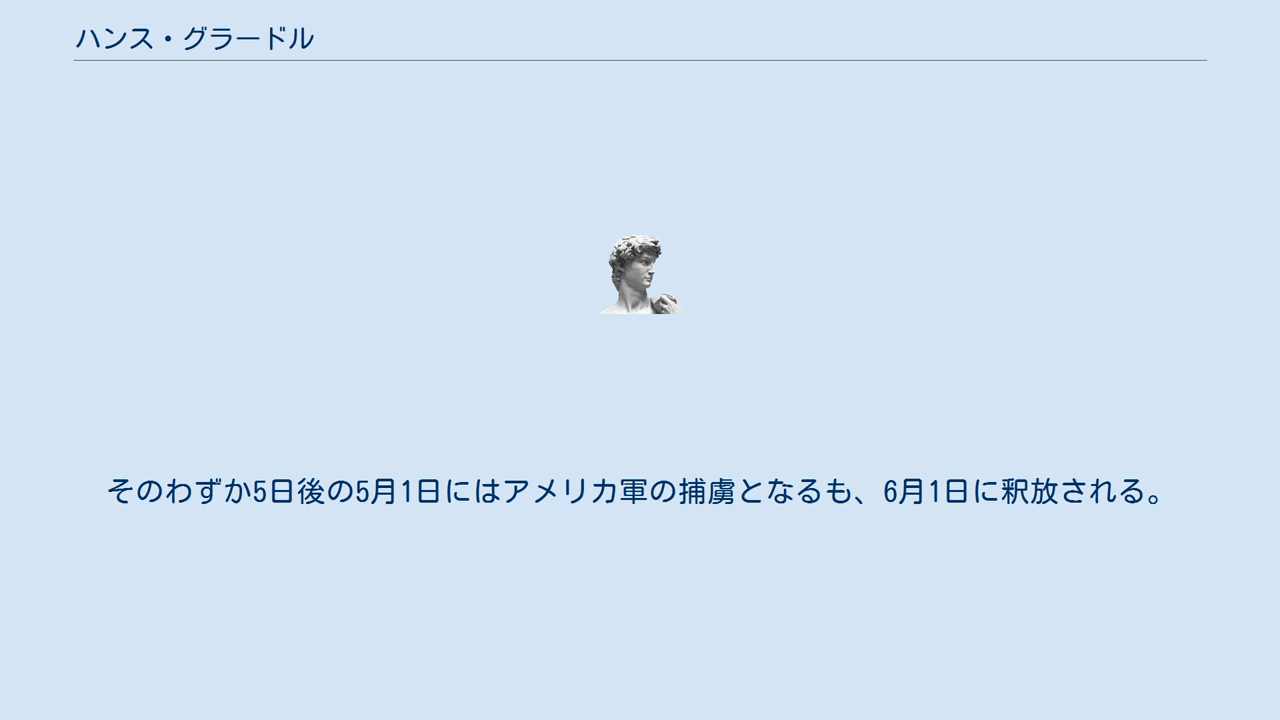 ハンス・グラードル
そのわずか5日後の5月1日にはアメリカ軍の捕虜となるも、6月1日に釈放される。